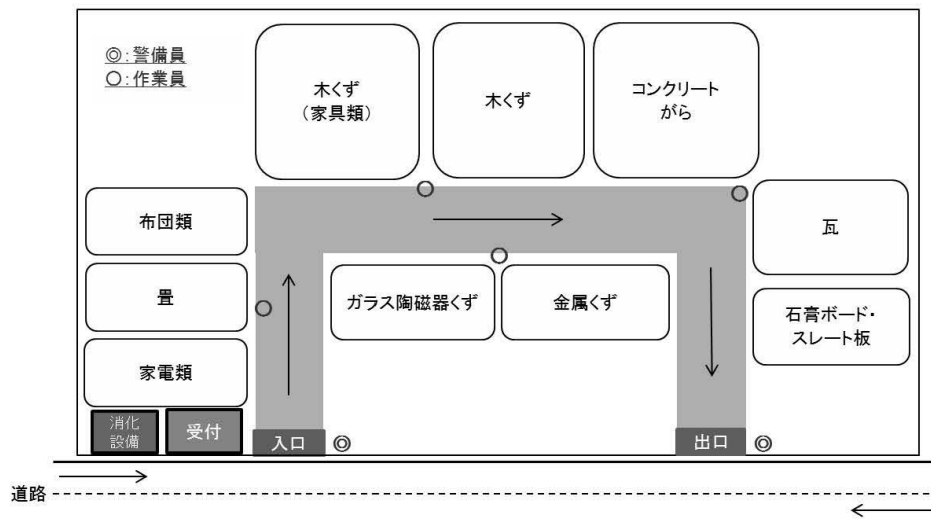 ◎:警備員
○:作業員
木くず
(家具類)
木くず
コンクリート
がら
布団類
畳
家電類
消化
設備
受付
入口
ガラス陶磁器くず
金属くず
瓦
石膏ボード・
スレート板
出口
道路